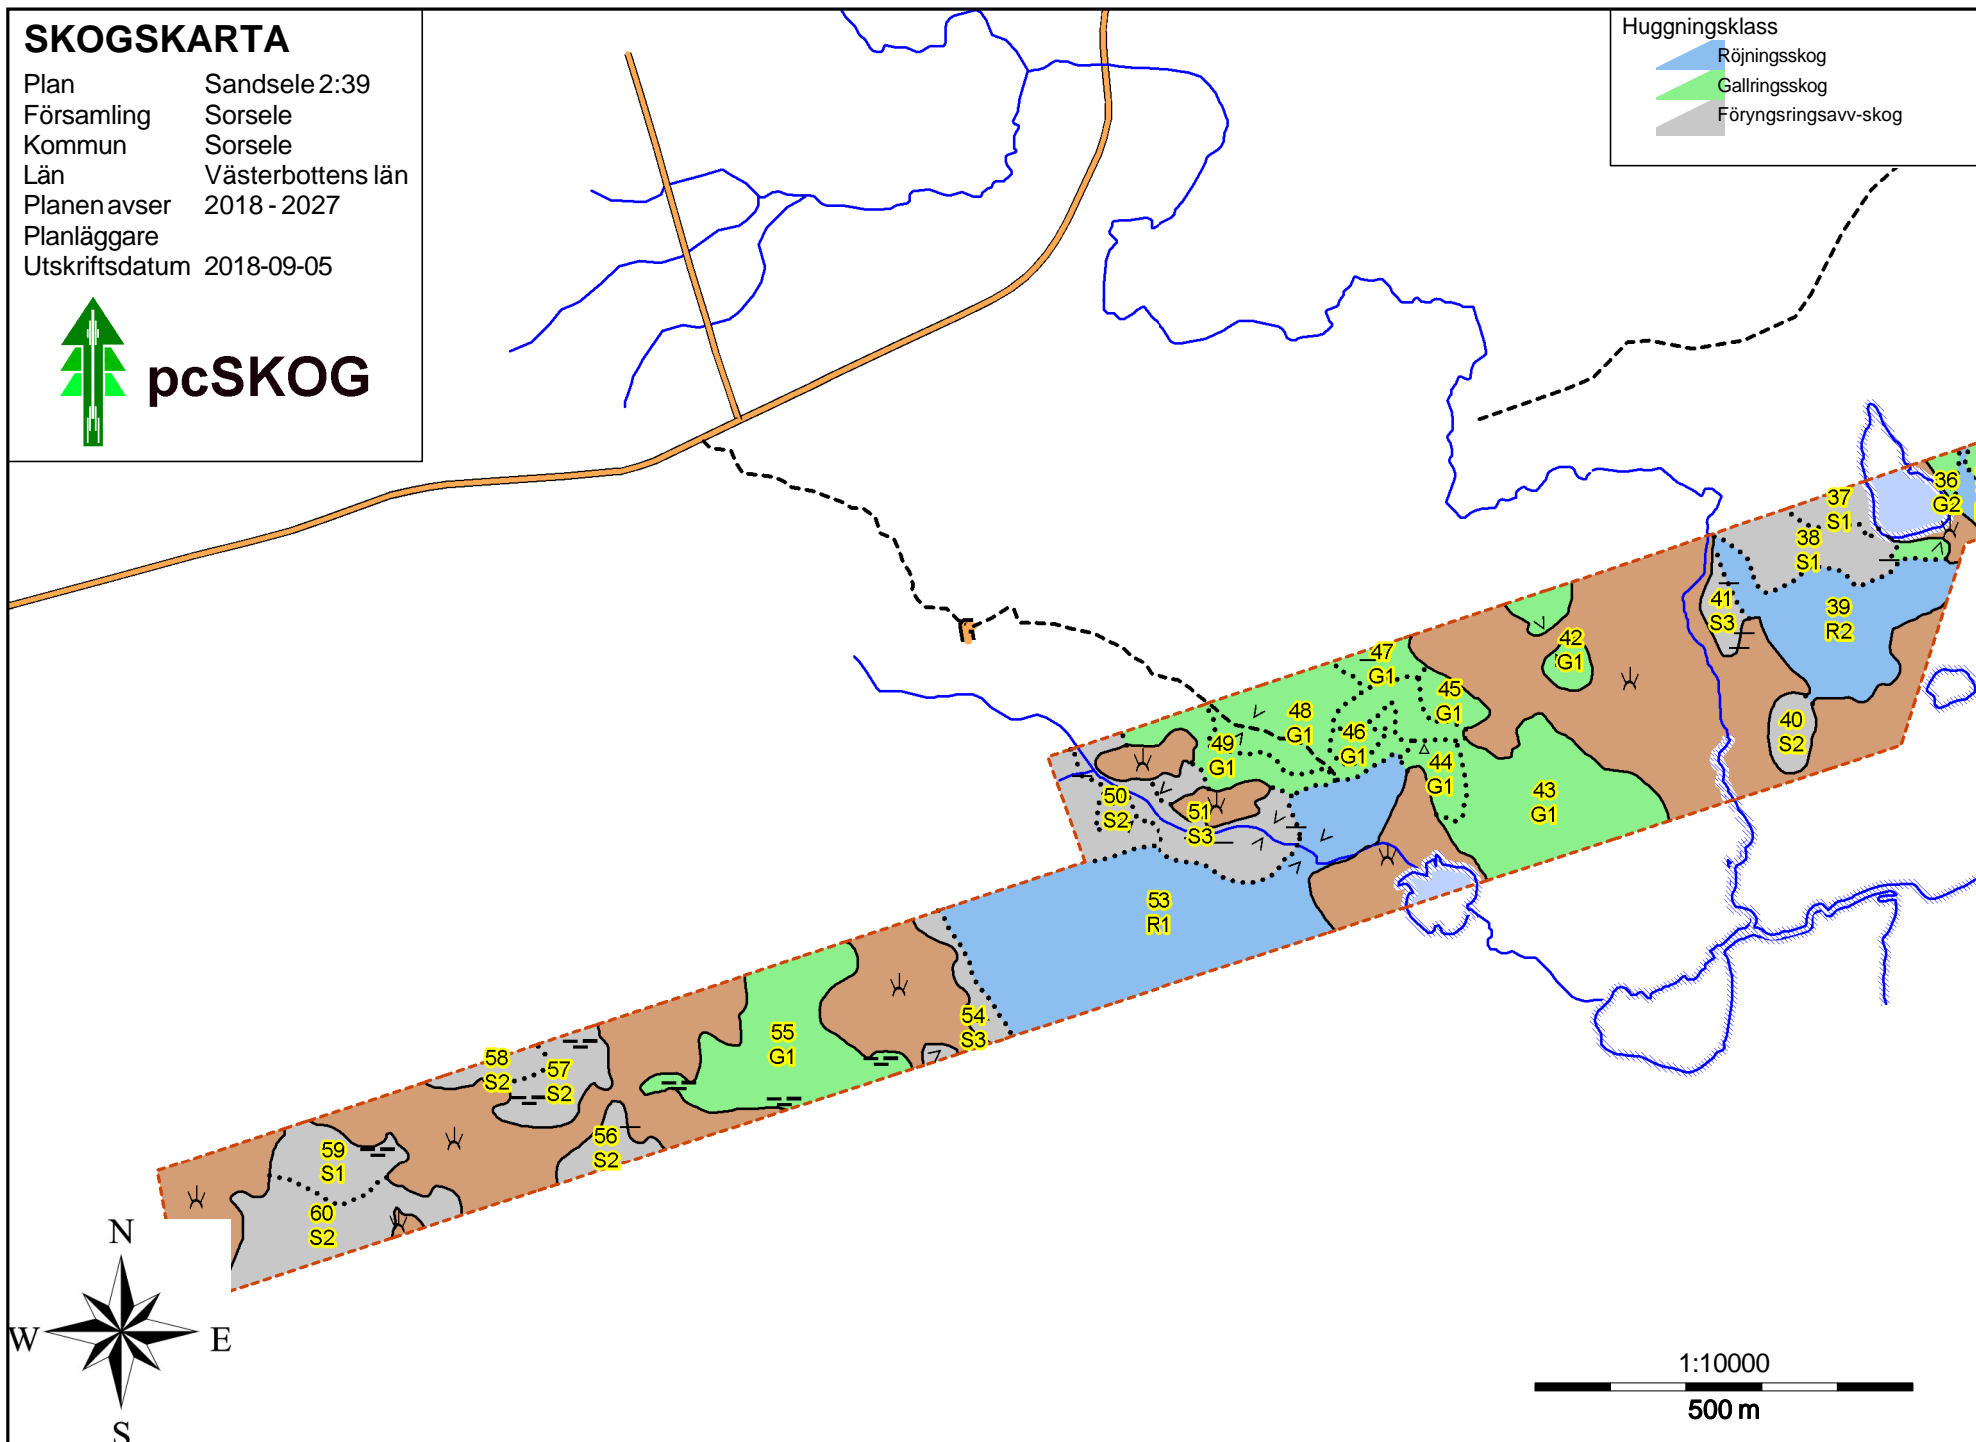 SKOGSKARTA
Plan Sandsele 2:39
Församling Sorsele
Kommun Sorsele
Län Västerbottens län
Planen avser 2018 - 2027
Planläggare
Utskriftsdatum 2018-09-05
pcSKOG
Huggningsklass
Röjningsskog
Gallringsskog
Föryngsringsavv-skog
36
G2
37
S1
38
S1
39
R2
41
S3
40
S2
42
G1
47
G1
45
G1
48
G1
46
G1
49
G1
44
G1
43
G1
50
S2
51
S3
53
R1
54
S3
55
G1
58
S2
57
S2
56
S2
59
S1
60
S2
N
W E
S
1:10000
500 m